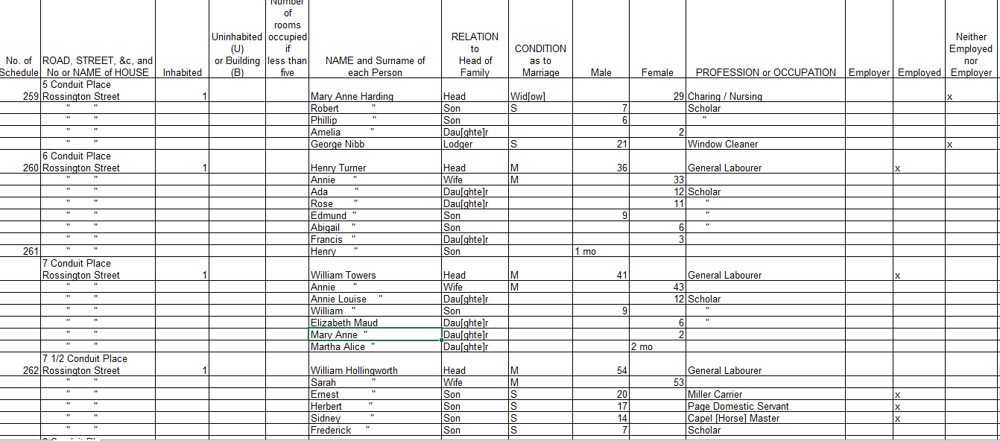 Number
of
rooms
Uninhabited occupied RELATION Neither
(U) if CONDITION to Employed
No. of ROAD, STREET, &c, and or Building less than NAME and Surname of Head of as to nor
Schedule No or NAME of HOUSE Inhabited (B) five each Person Family Marriage Male Female PROFESSION or OCCUPATION Employer Employed Employer
5 Conduit Place
259 Rossington Street 1 Mary Anne Harding Head Wid[ow] 29 Charing / Nursing x
" " Robert " Son S 7 Scholar
" " Phillip " Son 6 "
" " Amelia " Dau[ghte]r 2
" " George Nibb Lodger S 21 Window Cleaner x
6 Conduit Place
260 Rossington Street 1 Henry Turner Head M 36 General Labourer x
" " Annie " Wife M 33
" " Ada " Dau[ghte]r 12 Scholar
" " Rose " Dau[ghte]r 11 "
" " Edmund " Son 9 "
" " Abigail " Son 6 "
" " Francis " Dau[ghte]r 3
261 " " Henry " Son 1 mo
7 Conduit Place
Rossington Street 1 William Towers Head M 41 General Labourer x
" " Annie " Wife M 43
" " Annie Louise " Dau[ghte]r 12 Scholar
" " William " Son 9 "
" " Elizabeth Maud Dau[ghte]r 6 "
" " Mary Anne " Dau[ghte]r 2
" " Martha Alice " Dau[ghte]r 2 mo
7 1/2 Conduit Place
262 Rossington Street 1 William Hollingworth Head M 54 General Labourer
" " Sarah " Wife M 53
" " Ernest " Son S 20 Miller Carrier x
" " Herbert " Son S 17 Page Domestic Servant x
" " Sidney " Son S 14 Capel [Horse] Master x
" " Frederick " Son S 7 Scholar